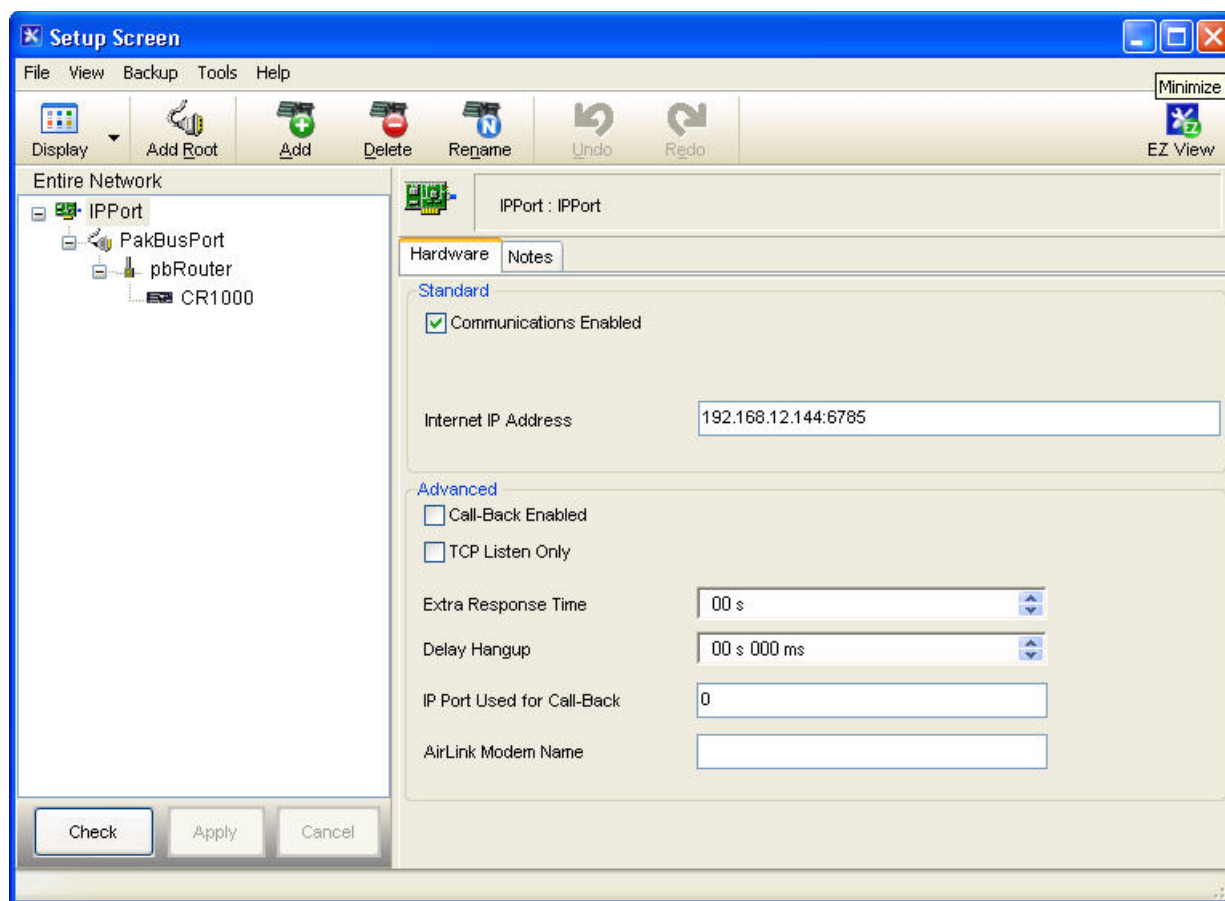 Setup Screen
File View Backup Tools Help
Minimize
Display Add Root Add Delete Rename Undo Redo EZ View
Entire Network
IPPort
PakBusPort
pbRouter
CR1000
IPPort : IPPort
Hardware Notes
Standard
Communications Enabled
Internet IP Address 192.168.12.144:6785
Advanced
Call-Back Enabled
TCP Listen Only
Extra Response Time 00 s
Delay Hangup 00 s 000 ms
IP Port Used for Call-Back 0
AirLink Modem Name
Check Apply Cancel